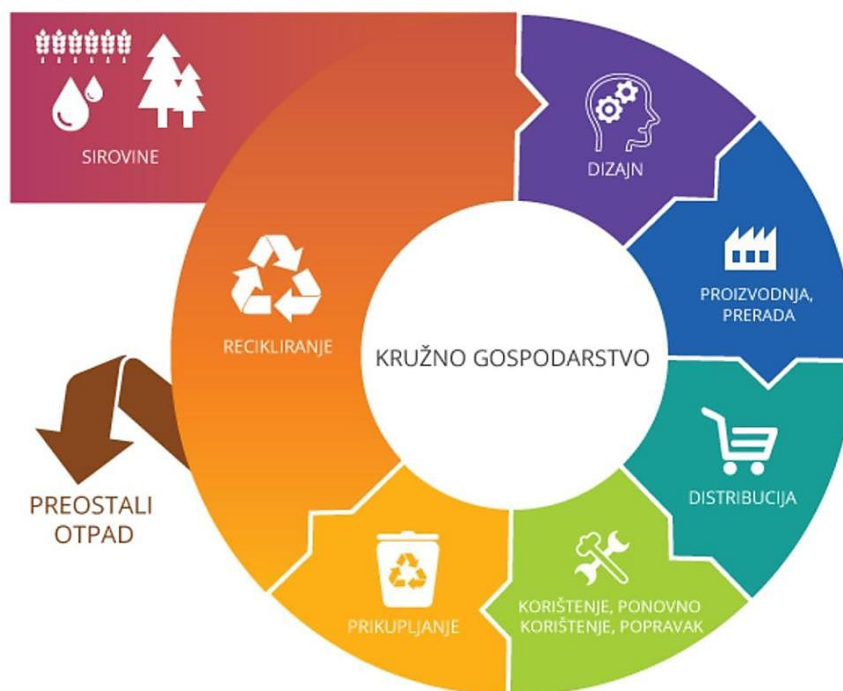 SIROVINE
DIZAJN
PROIZVODNJA,
PRERADA
RECIKLIRANJE
KRUŽNO GOSPODARSTVO
DISTRIBUCIJA
PREOSTALI
OTPAD
KORIŠTENJE, PONOVNO
KORIŠTENJE, POPRAVAK
PRIKUPLJANJE